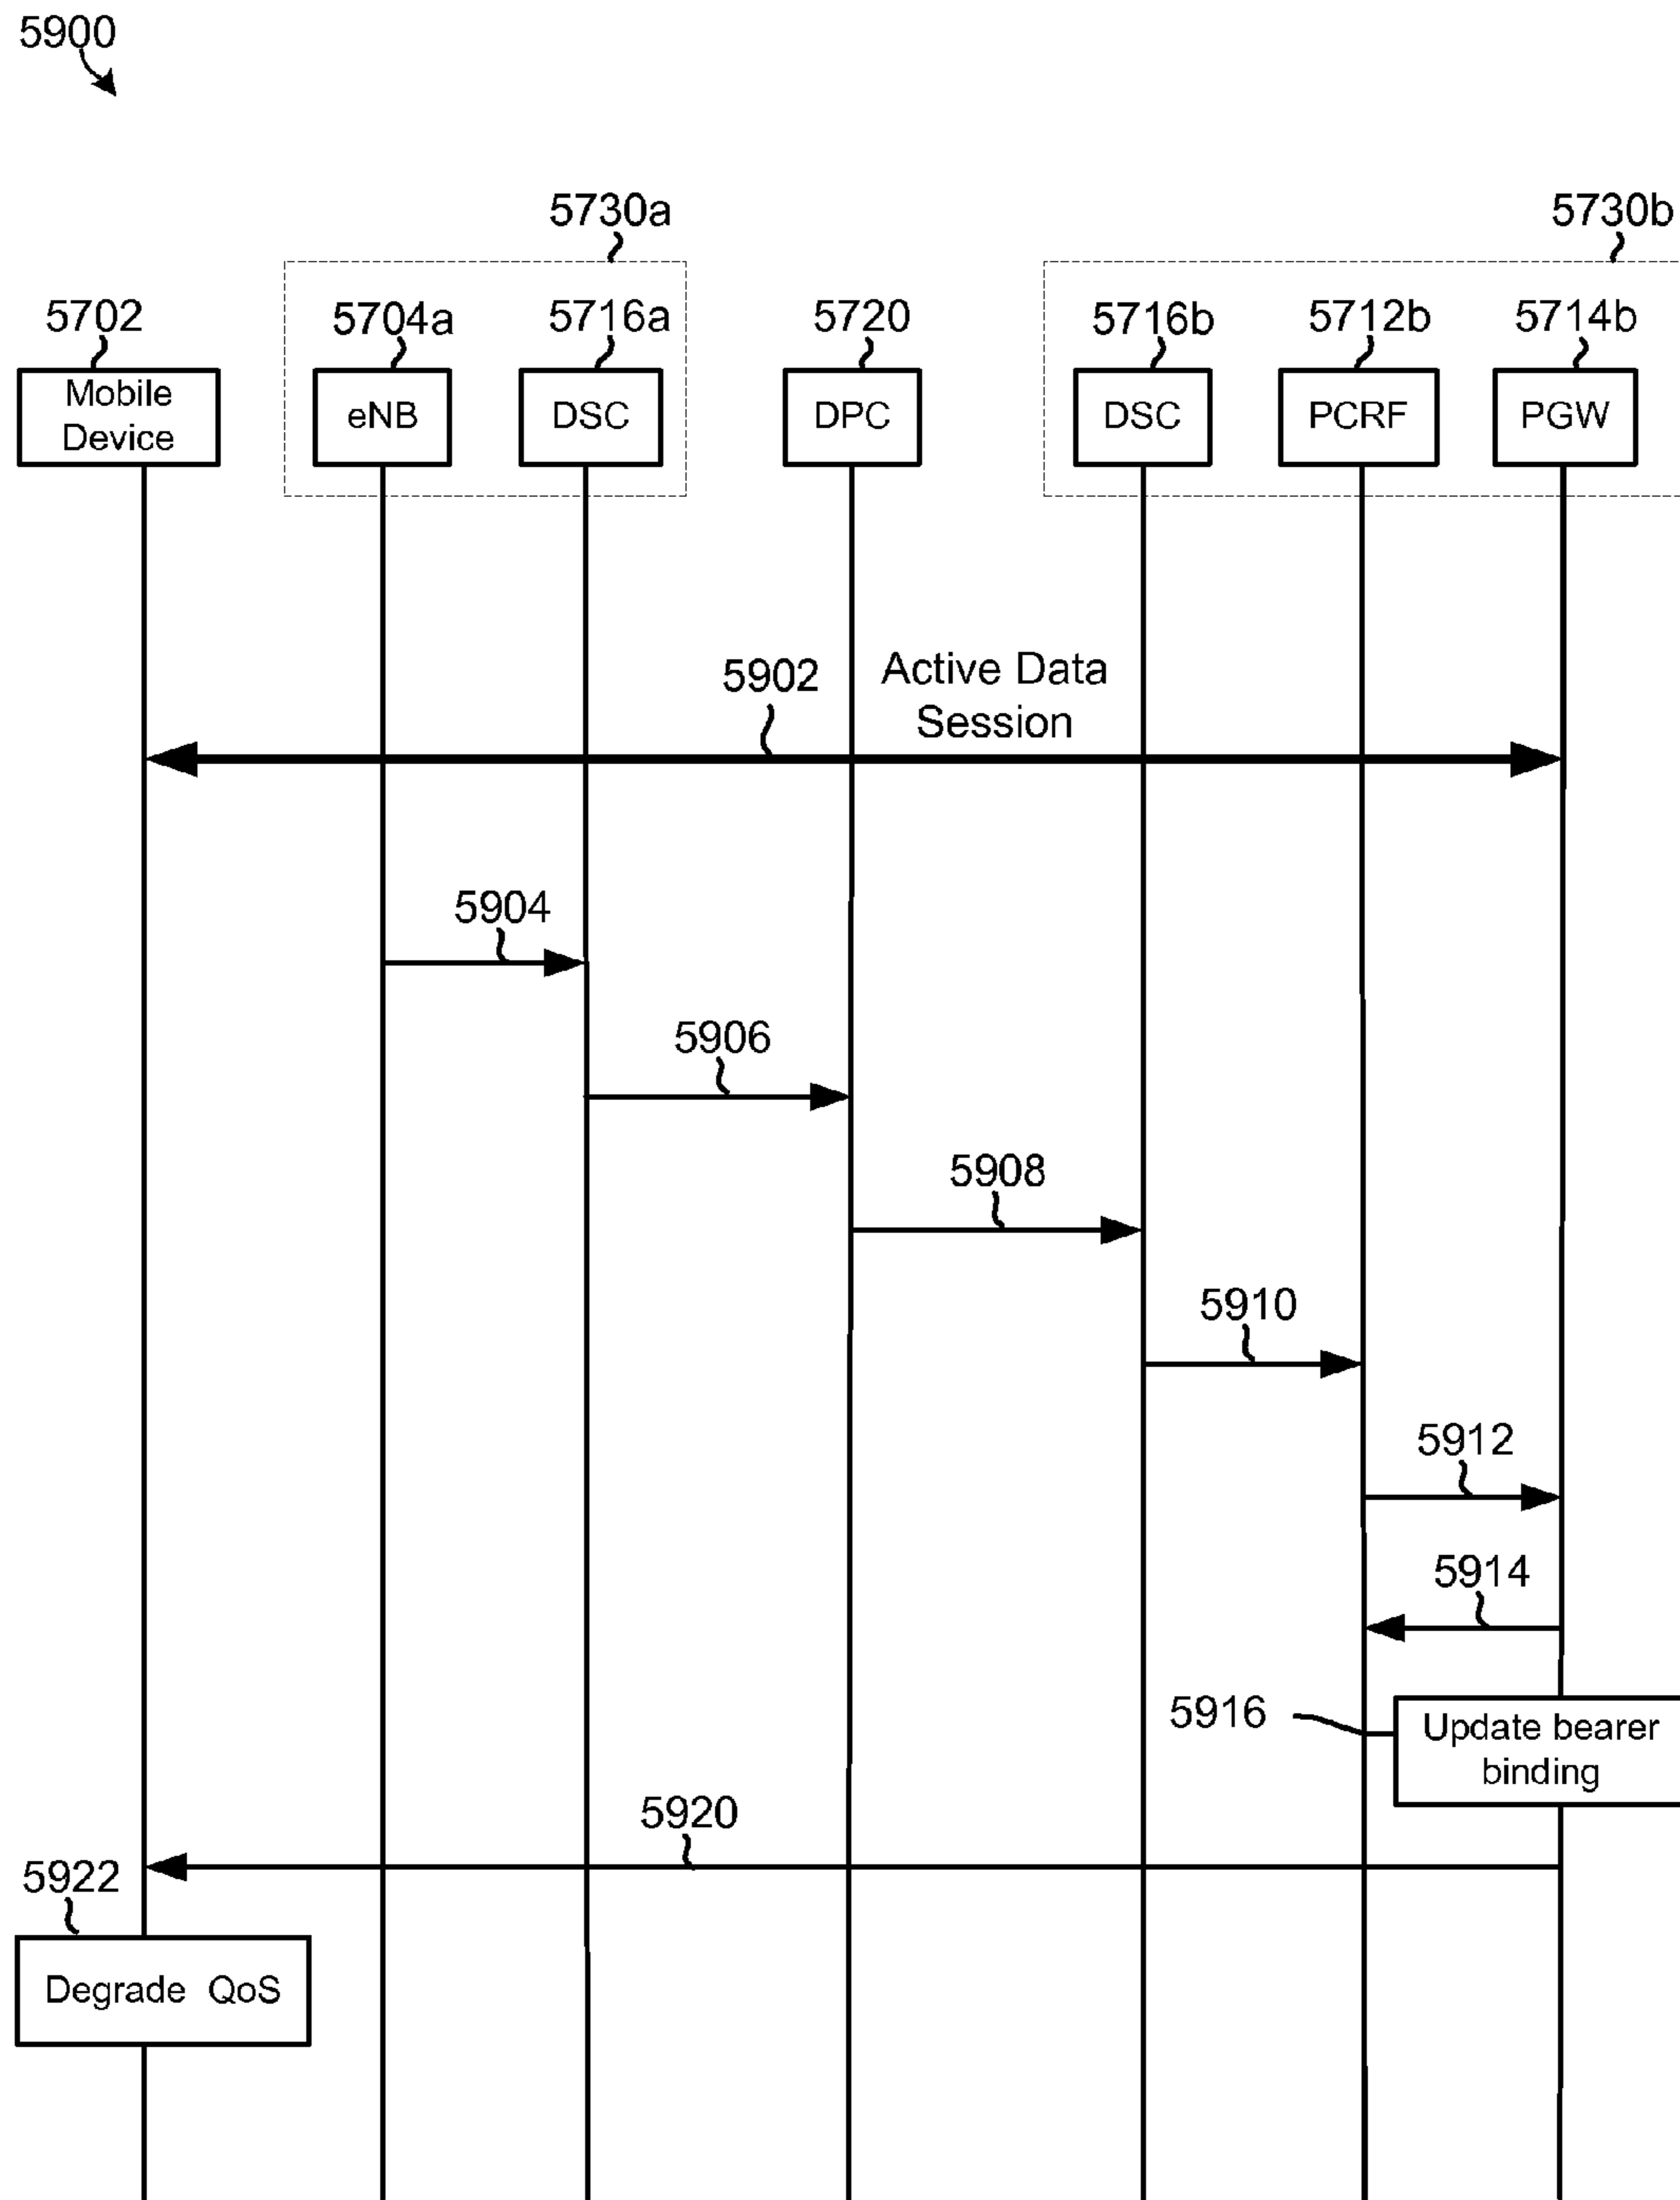 5900
5730a
5730b
5702
5704a
5716a
5720
5716b
5712b
5714b
Mobile
Device
eNB
DSC
DPC
DSC
PCRF
PGW
5902
Active Data
Session
5904
5906
5908
5910
5912
5914
5916
Update bearer
binding
5920
5922
Degrade QoS